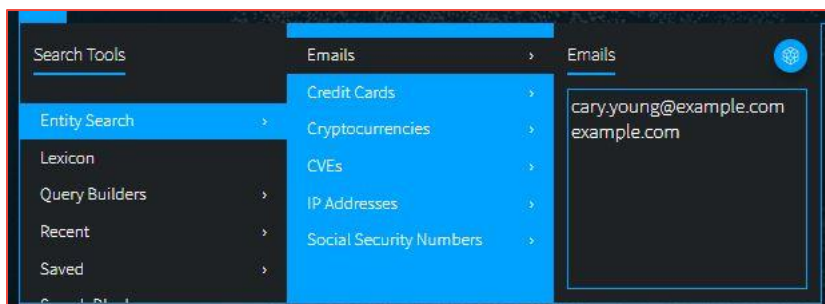 Search Tools
Entity Search
Lexicon
Query Builders
Recent
Saved
Emails
Credit Cards
Cryptocurrencies
CVEs
IP Addresses
Social Security Numbers
Emails
cary.young@example.com
example.com